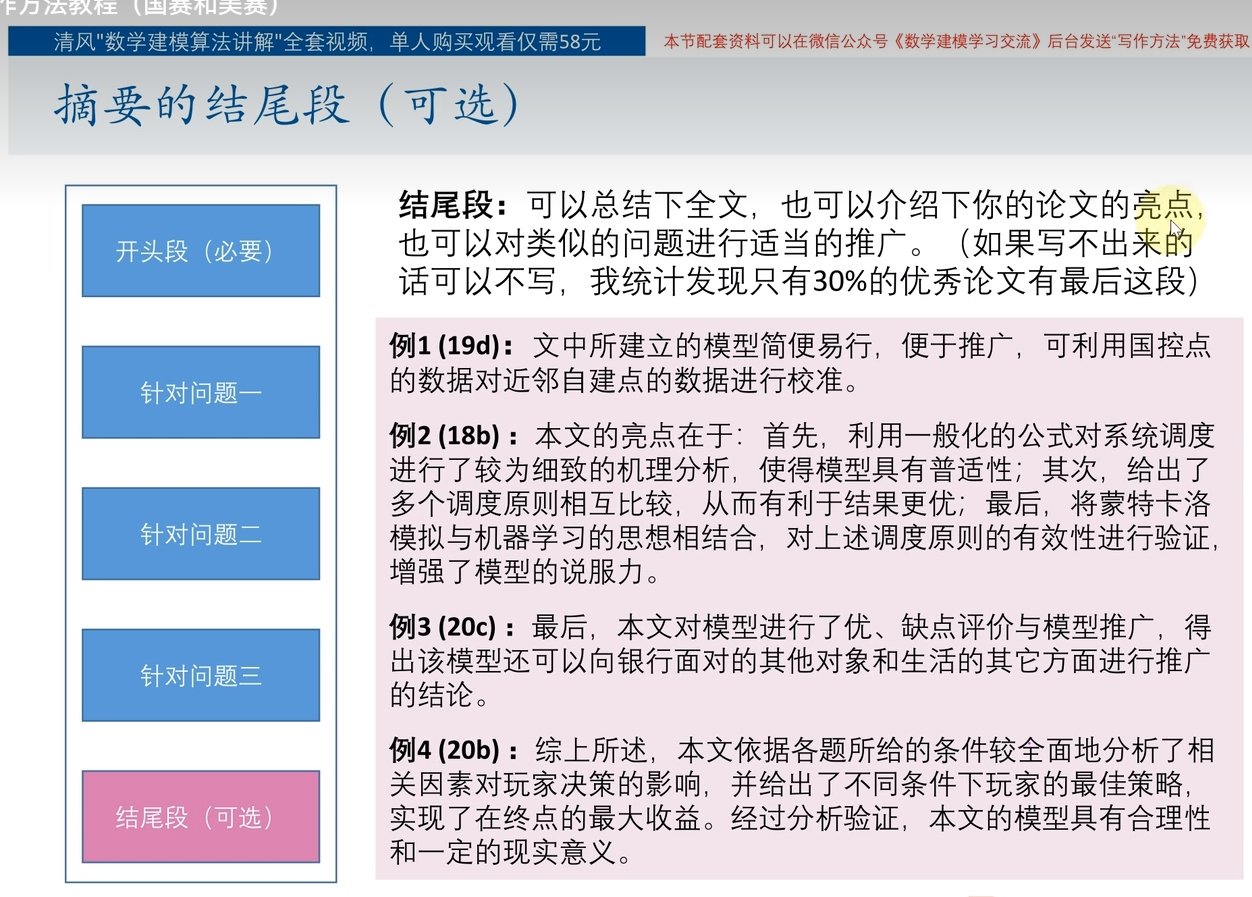 作方法教程（国赛和美赛）
清风"数学建模算法讲解"全套视频，单人购买观看仅需58元
本节配套资料可以在微信公众号《数学建模学习交流》后台发送“写作方法”免费获取
摘要的结尾段（可选）
开头段（必要）
针对问题一
针对问题二
针对问题三
结尾段（可选）
结尾段：可以总结下全文，也可以介绍下你的论文的亮点，
也可以对类似的问题进行适当的推广。（如果写不出来的
话可以不写，我统计发现只有30%的优秀论文有最后这段）
例1 (19d)：文中所建立的模型简便易行，便于推广，可利用国控点
的数据对近邻自建点的数据进行校准。
例2 (18b)：本文的亮点在于：首先，利用一般化的公式对系统调度
进行了较为细致的机理分析，使得模型具有普适性；其次，给出了
多个调度原则相互比较，从而有利于结果更优；最后，将蒙特卡洛
模拟与机器学习的思想相结合，对上述调度原则的有效性进行验证，
增强了模型的说服力。
例3 (20c)：最后，本文对模型进行了优、缺点评价与模型推广，得
出该模型还可以向银行面对的其他对象和生活的其它方面进行推广
的结论。
例4 (20b)：综上所述，本文依据各题所给的条件较全面地分析了相
关因素对玩家决策的影响，并给出了不同条件下玩家的最佳策略，
实现了在终点的最大收益。经过分析验证，本文的模型具有合理性
和一定的现实意义。